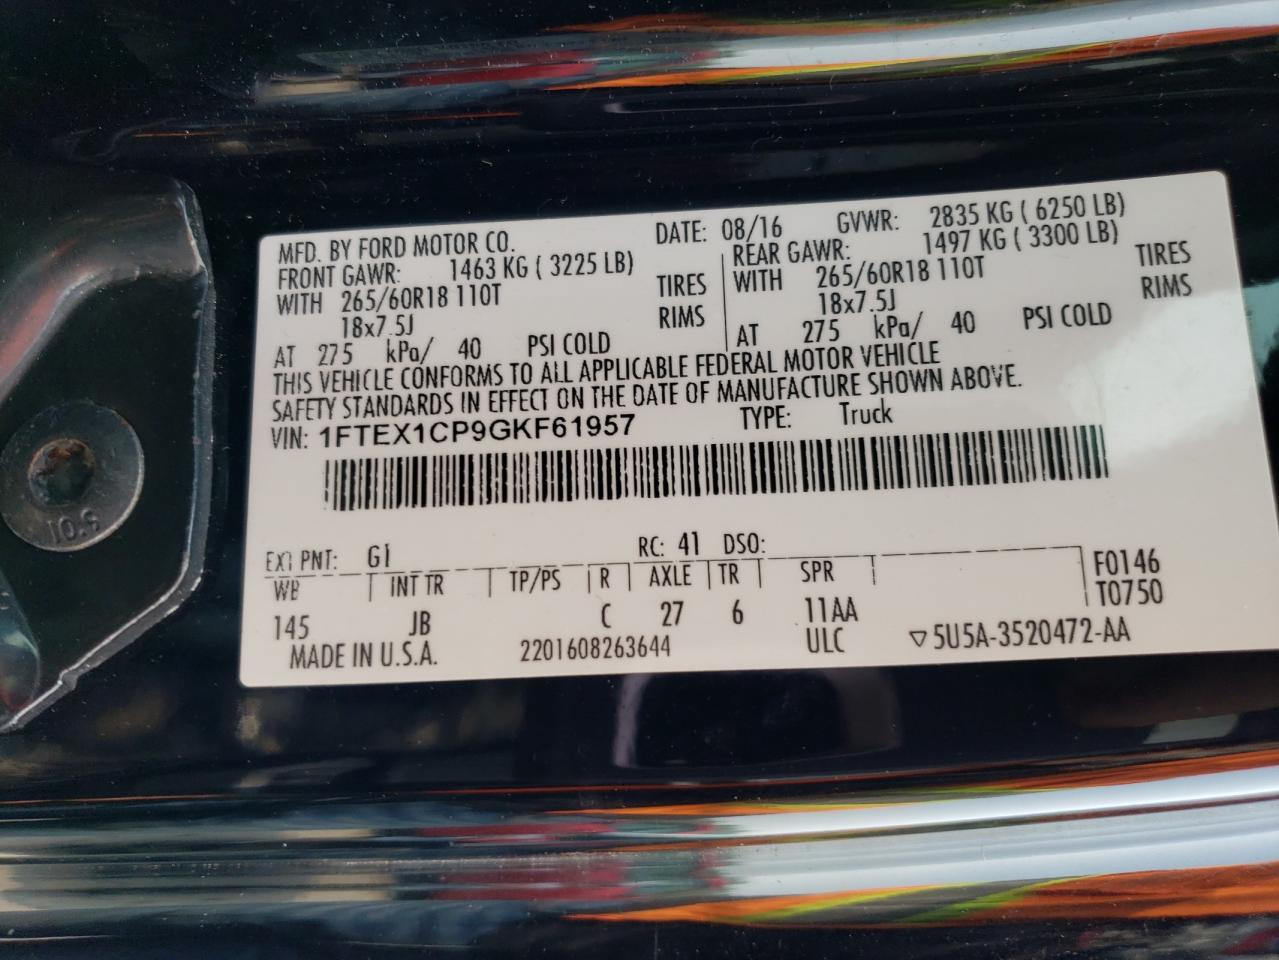 MFD. BY FORD MOTOR CO. DATE: 08/16 GVWR: 2835 KG ( 6250 LB)
FRONT GAWR: 1463 KG ( 3225 LB) REAR GAWR: 1497 KG ( 3300 LB)
WITH 265/60R18 110T TIRES WITH 265/60R18 110T TIRES
18x7.5J RIMS 18x7.5J RIMS
AT 275 kPa/ 40 PSI COLD AT 275 kPa/ 40 PSI COLD
THIS VEHICLE CONFORMS TO ALL APPLICABLE FEDERAL MOTOR VEHICLE
SAFETY STANDARDS IN EFFECT ON THE DATE OF MANUFACTURE SHOWN ABOVE.
VIN: 1FTEX1CP9GKF61957 TYPE: Truck
EXT PNT: G1 RC: 41 DSO:
WB INT TR TP/PS R AXLE TR SPR F0146
145 JB C 27 6 11AA T0750
MADE IN U.S.A. 2201608263644 ULC ▽5U5A-3520472-AA
10.9